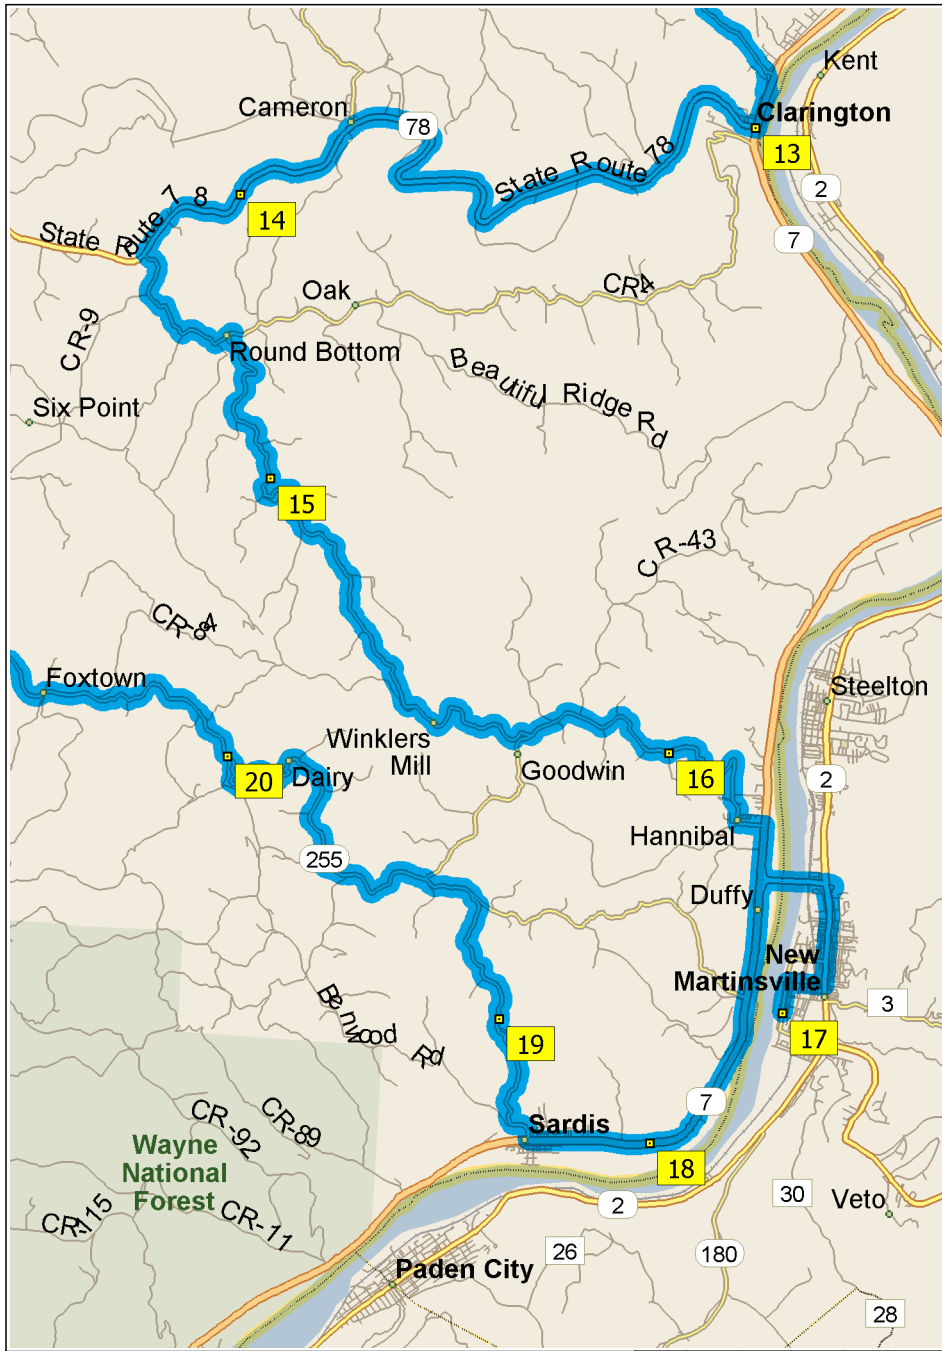 Kent
Cameron
78
Clarington
13
State Route 78
2
State Route 78
14
7
Oak
CR-4
CR-9
Round Bottom
Beautiful Ridge Rd
Six Point
15
CR-43
CR-84
Foxtown
Steelton
Winklers
Mill
Goodwin
16
2
20
Dairy
Hannibal
255
Duffy
New
Martinsville
3
17
Benwood Rd
19
7
CR-89
CR-92
Sardis
18
Wayne
National
Forest
2
30
Veto
CR-115
CR-11
26
180
Paden City
28